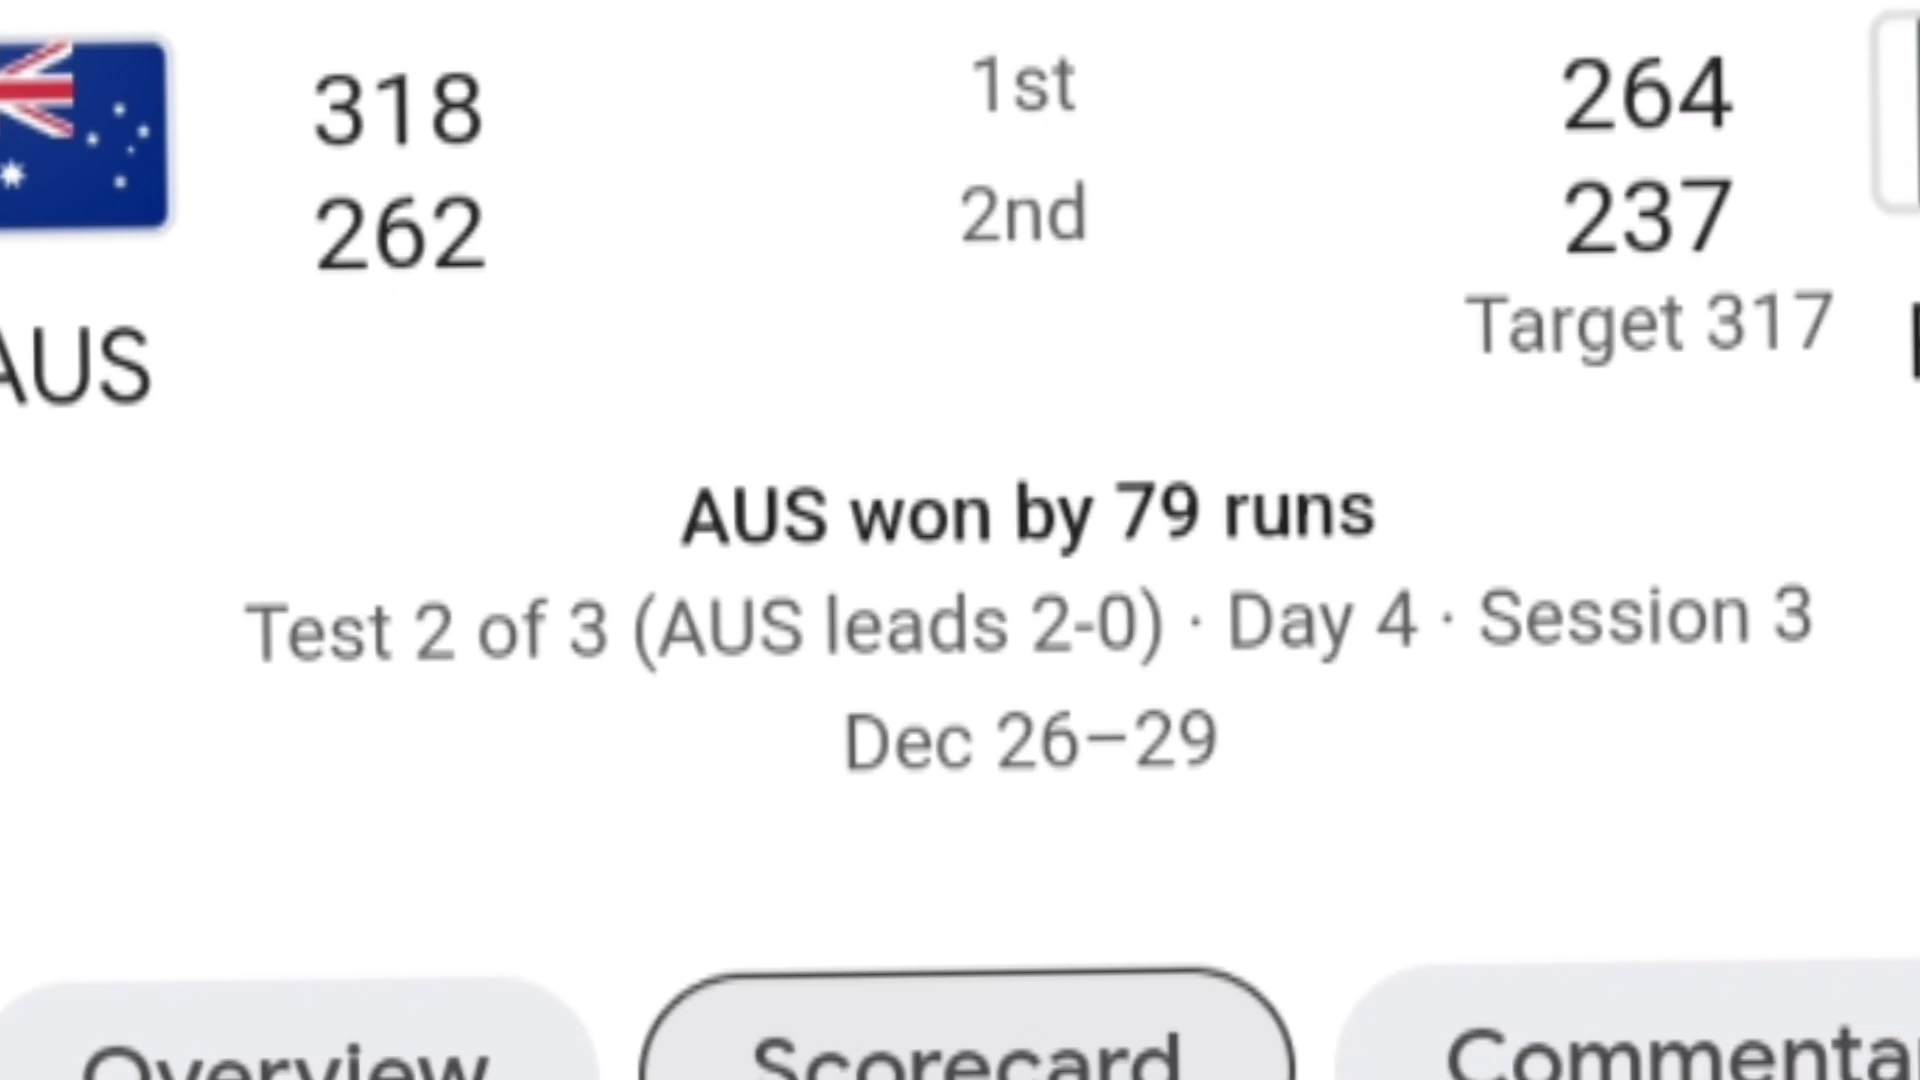 318 1st 264
262 2nd 237
Target 317
AUS
AUS won by 79 runs
Test 2 of 3 (AUS leads 2-0) · Day 4 · Session 3
Dec 26–29
Overview Scorecard